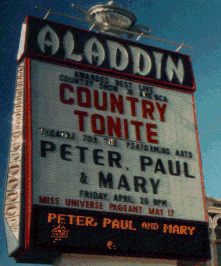 ALADDIN
AWARDED BEST LIVE
COUNTRY SHOW IN AMERICA
COUNTRY
TONITE
THEATRE FOR THE PERFORMING ARTS
PETER, PAUL
& MARY
FRIDAY, APRIL 26 8PM
MISS UNIVERSE PAGEANT MAY 17
PETER, PAUL AND MARY